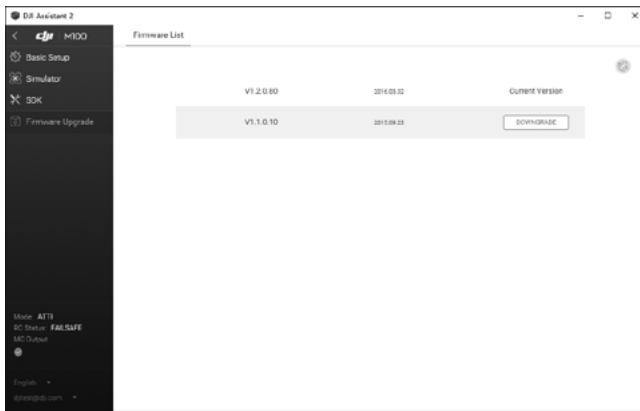 DJI Assistant 2
dji M100
Firmware List
Basic Setup
Simulator
SDK
Firmware Upgrade
V1.2.0.60 Current Version
V1.1.0.10 DOWNGRADE
Mode ATTI
RC Status FAILSAFE
MC Output
English